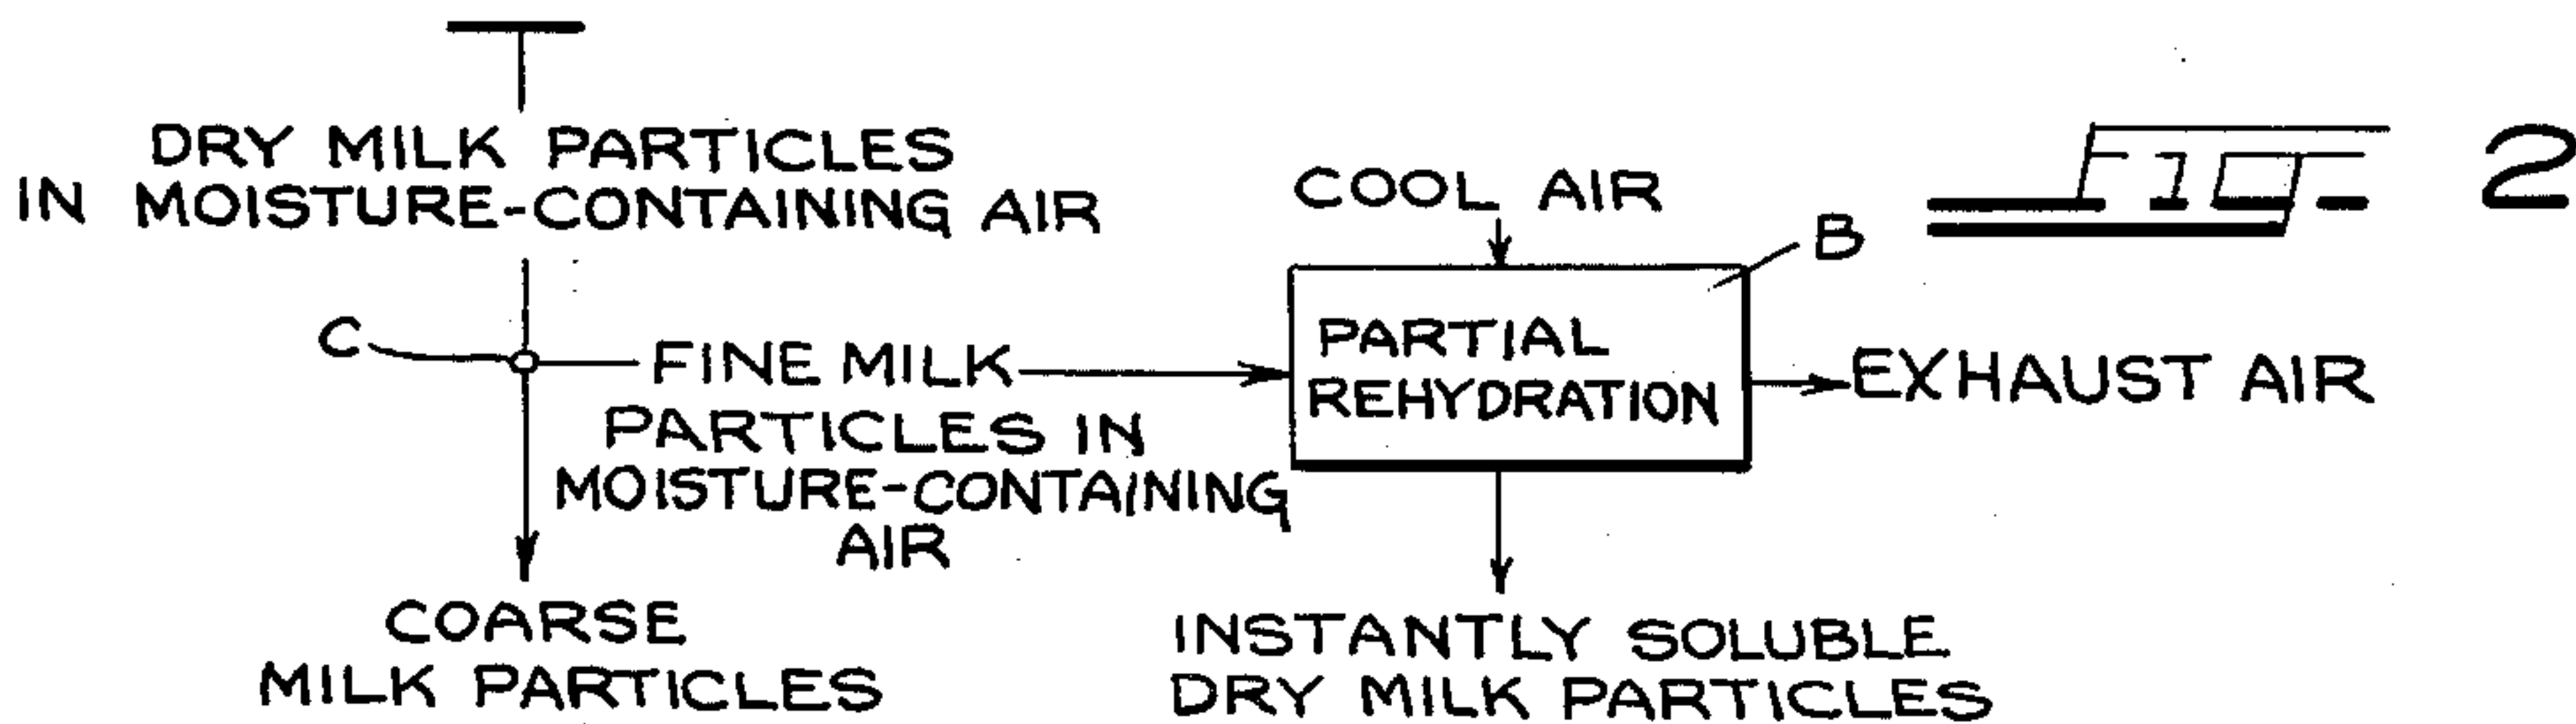 DRY MILK PARTICLES
IN MOISTURE-CONTAINING AIR
COOL AIR
B
Fig- 2
C
FINE MILK
PARTICLES IN
MOISTURE-CONTAINING
AIR
PARTIAL
REHYDRATION
EXHAUST AIR
COARSE
MILK PARTICLES
INSTANTLY SOLUBLE
DRY MILK PARTICLES